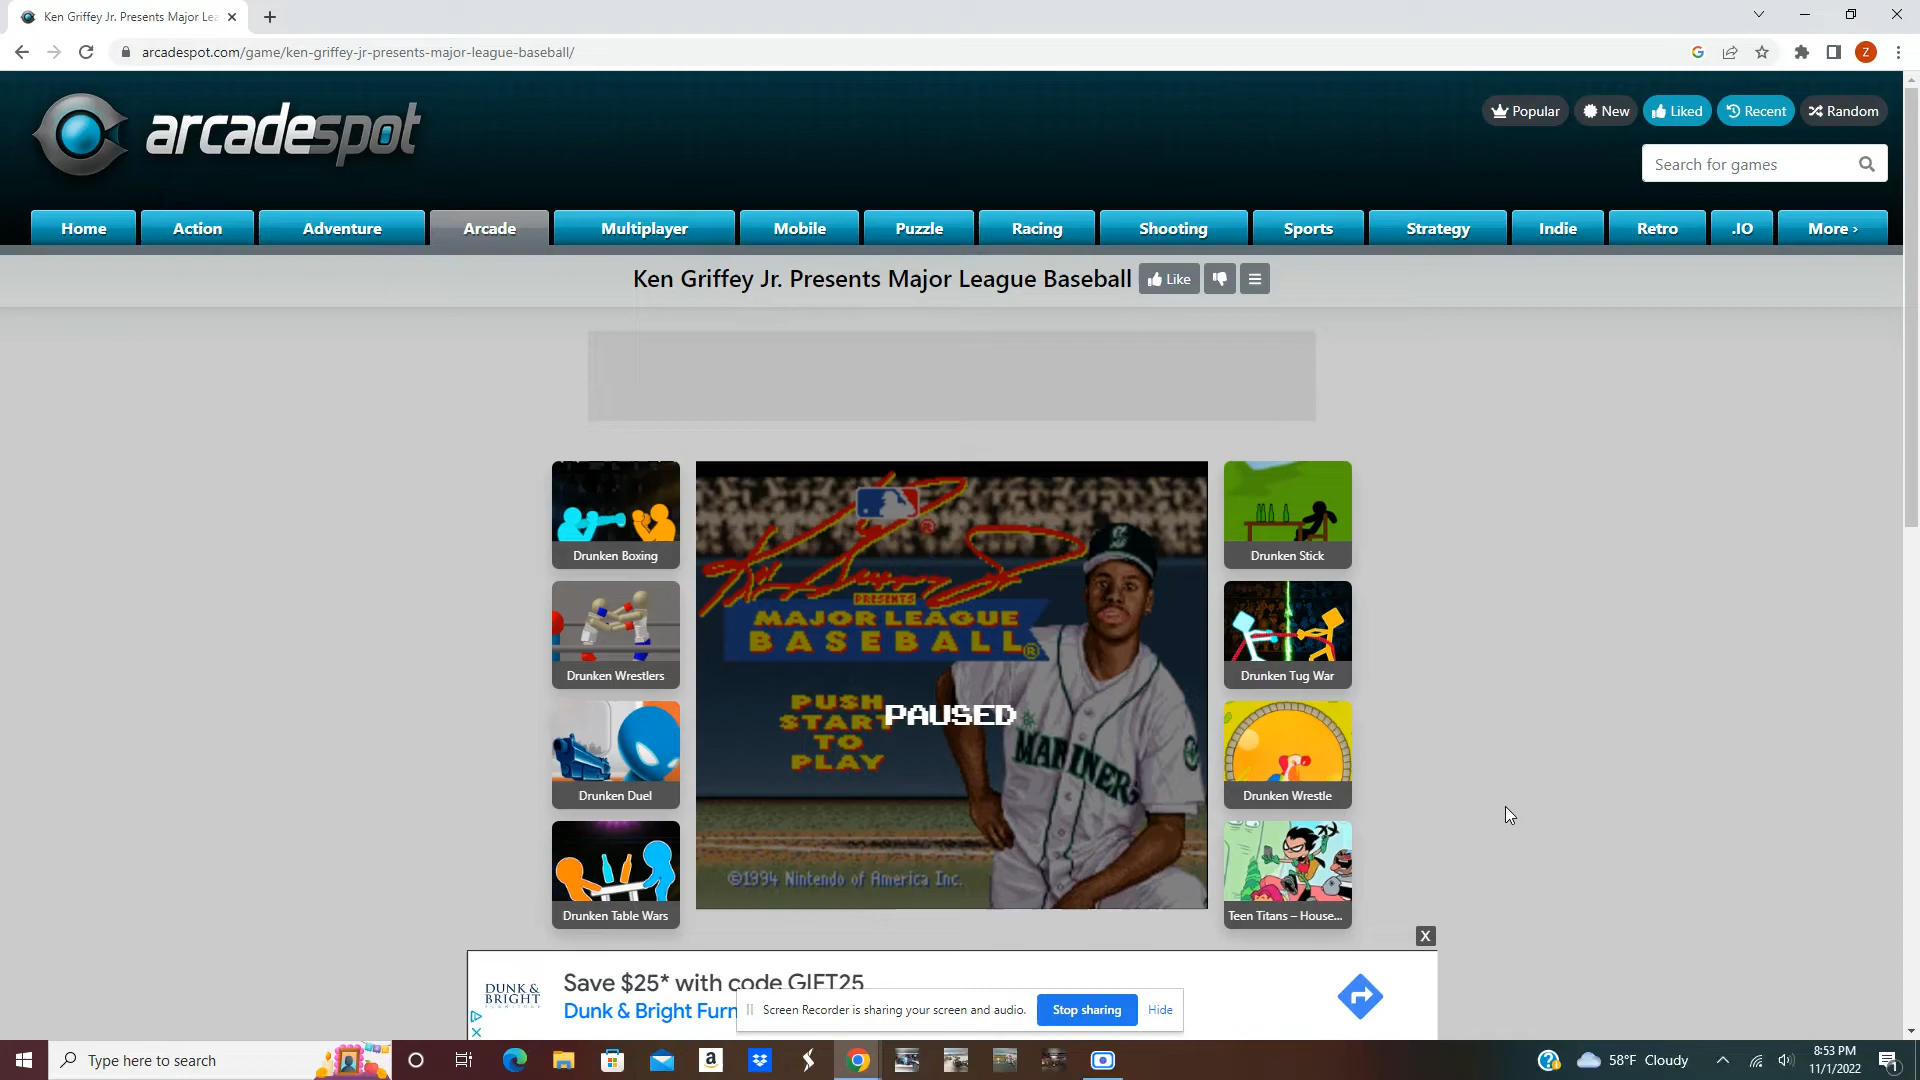 Ken Griffey Jr. Presents Major Lea
arcadespot.com/game/ken-griffey-jr-presents-major-league-baseball/
Z
arcadespot
Popular
New
Liked
Recent
Random
Search for games
Home
Action
Adventure
Arcade
Multiplayer
Mobile
Puzzle
Racing
Shooting
Sports
Strategy
Indie
Retro
.IO
More ›
Ken Griffey Jr. Presents Major League Baseball
Like
Drunken Boxing
Drunken Wrestlers
Drunken Duel
Drunken Table Wars
PRESENTS
MAJOR LEAGUE
BASEBALL®
PUSH
START
TO
PLAY
PAUSED
MARINERS
©1994 Nintendo of America Inc.
Drunken Stick
Drunken Tug War
Drunken Wrestle
Teen Titans – House...
X
DUNK &
BRIGHT
Save $25* with code GIFT25
Dunk & Bright Furn
Screen Recorder is sharing your screen and audio.
Stop sharing
Hide
Type here to search
58°F Cloudy
8:53 PM
11/1/2022
1